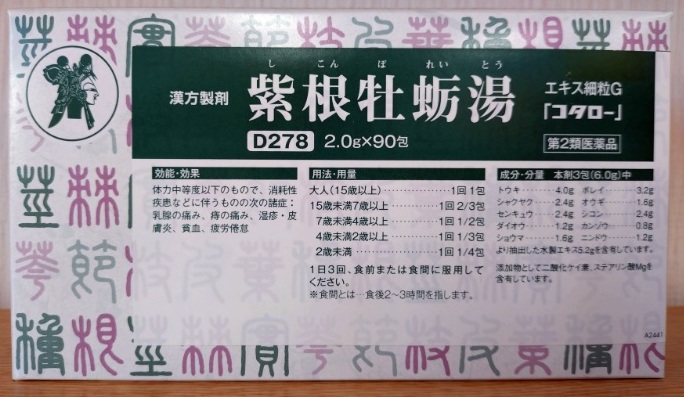 しこんぼれいとう
漢方製剤 紫根牡蛎湯 エキス細粒G
「コタロー」
D278 2.0g×90包 第2類医薬品
効能・効果
体力中等度以下のもので、消耗性
疾患などに伴うものの次の諸症：
乳腺の痛み、痔の痛み、湿疹・皮
膚炎、貧血、疲労倦怠
用法・用量
大人（15歳以上）…………1回 1包
15歳未満7歳以上…………1回 2/3包
7歳未満4歳以上…………1回 1/2包
4歳未満2歳以上…………1回 1/3包
2歳未満…………1回 1/4包
1日3回、食前または食間に服用して
ください。
※食間とは…食後2～3時間を指します。
成分・分量 本剤3包（6.0g）中
トウキ…………4.0g ボレイ…………3.2g
シャクヤク…………2.4g オウギ…………1.6g
センキュウ…………2.4g シコン…………2.4g
ダイオウ…………1.2g カンゾウ…………0.8g
ショウマ…………1.6g ニンドウ…………1.2g
より抽出した水製エキス5.2gを含有しています。
添加物として二酸化ケイ素、ステアリン酸Mgを
含有しています。
A2441